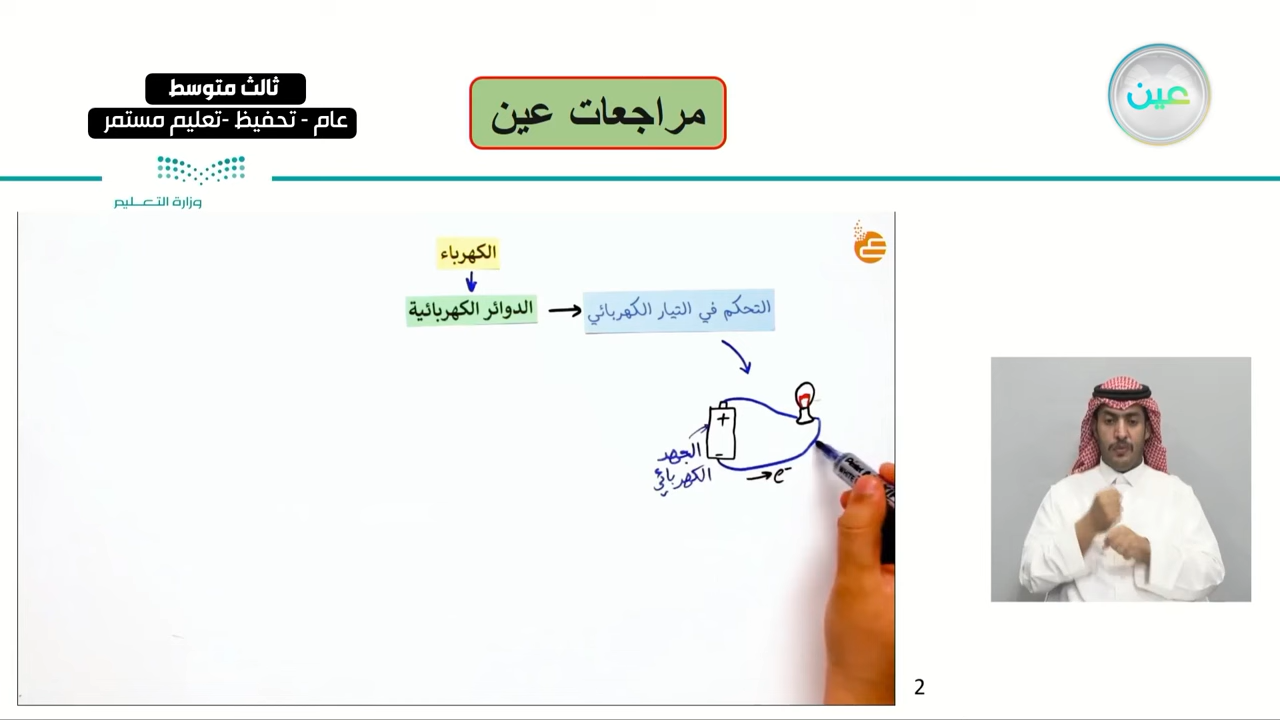 ثالث متوسط
عام - تحفيظ -تعليم مستمر
مراجعات عين
عين
وزارة التعـــليم
الكهرباء
الدوائر الكهربائية
التحكم في التيار الكهربائي
+
-
الجهد
الكهربائي
e-
2